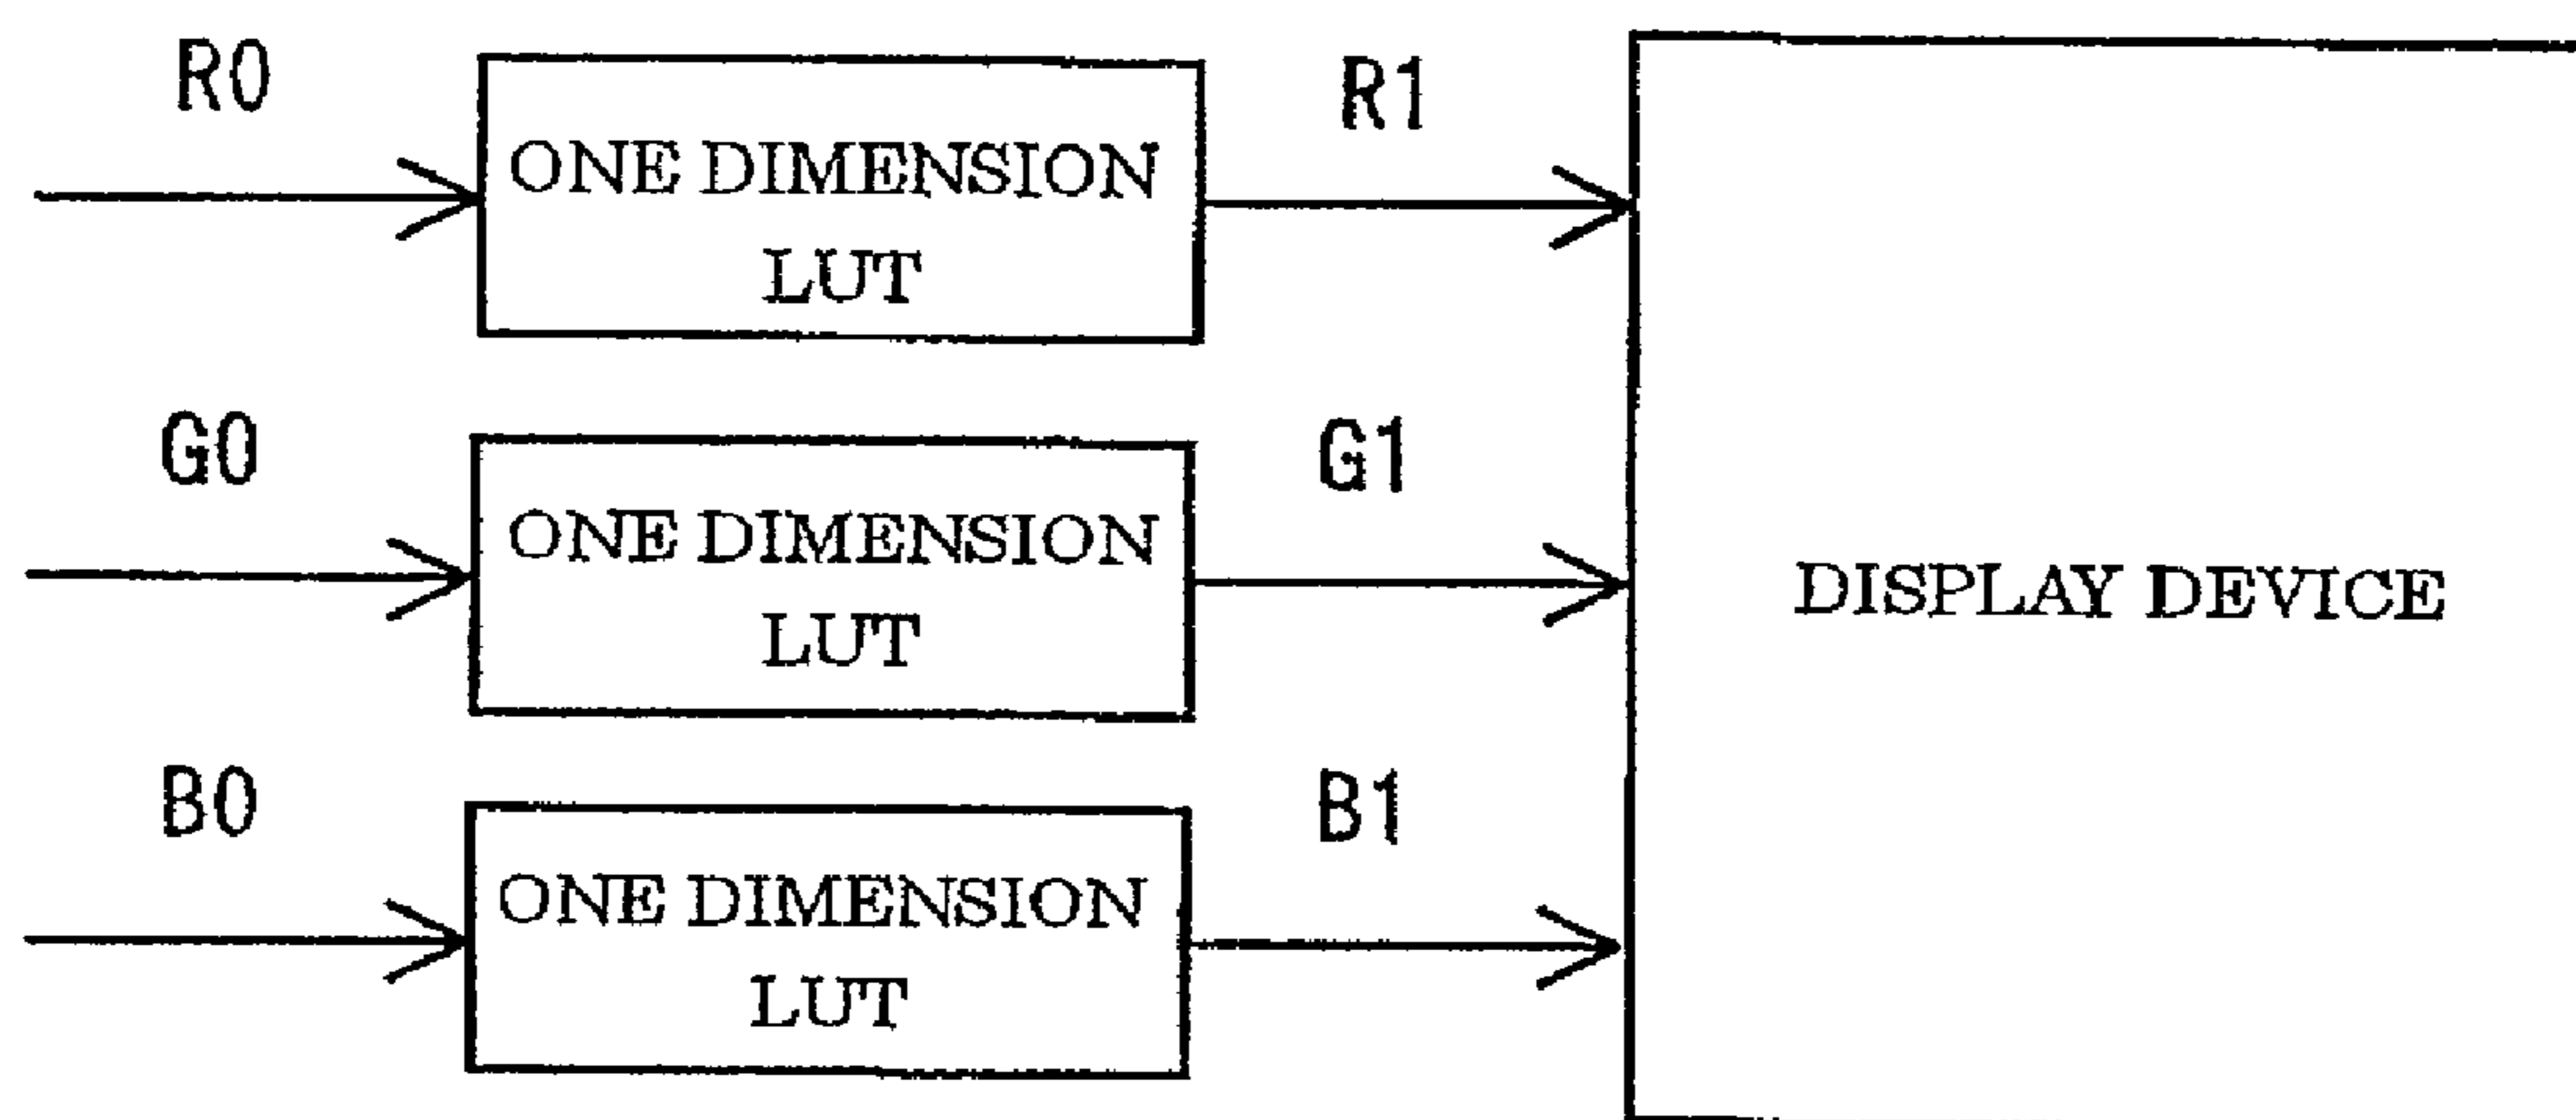 R0
R1
ONE DIMENSION
LUT
G0
G1
ONE DIMENSION
LUT
DISPLAY DEVICE
B0
B1
ONE DIMENSION
LUT